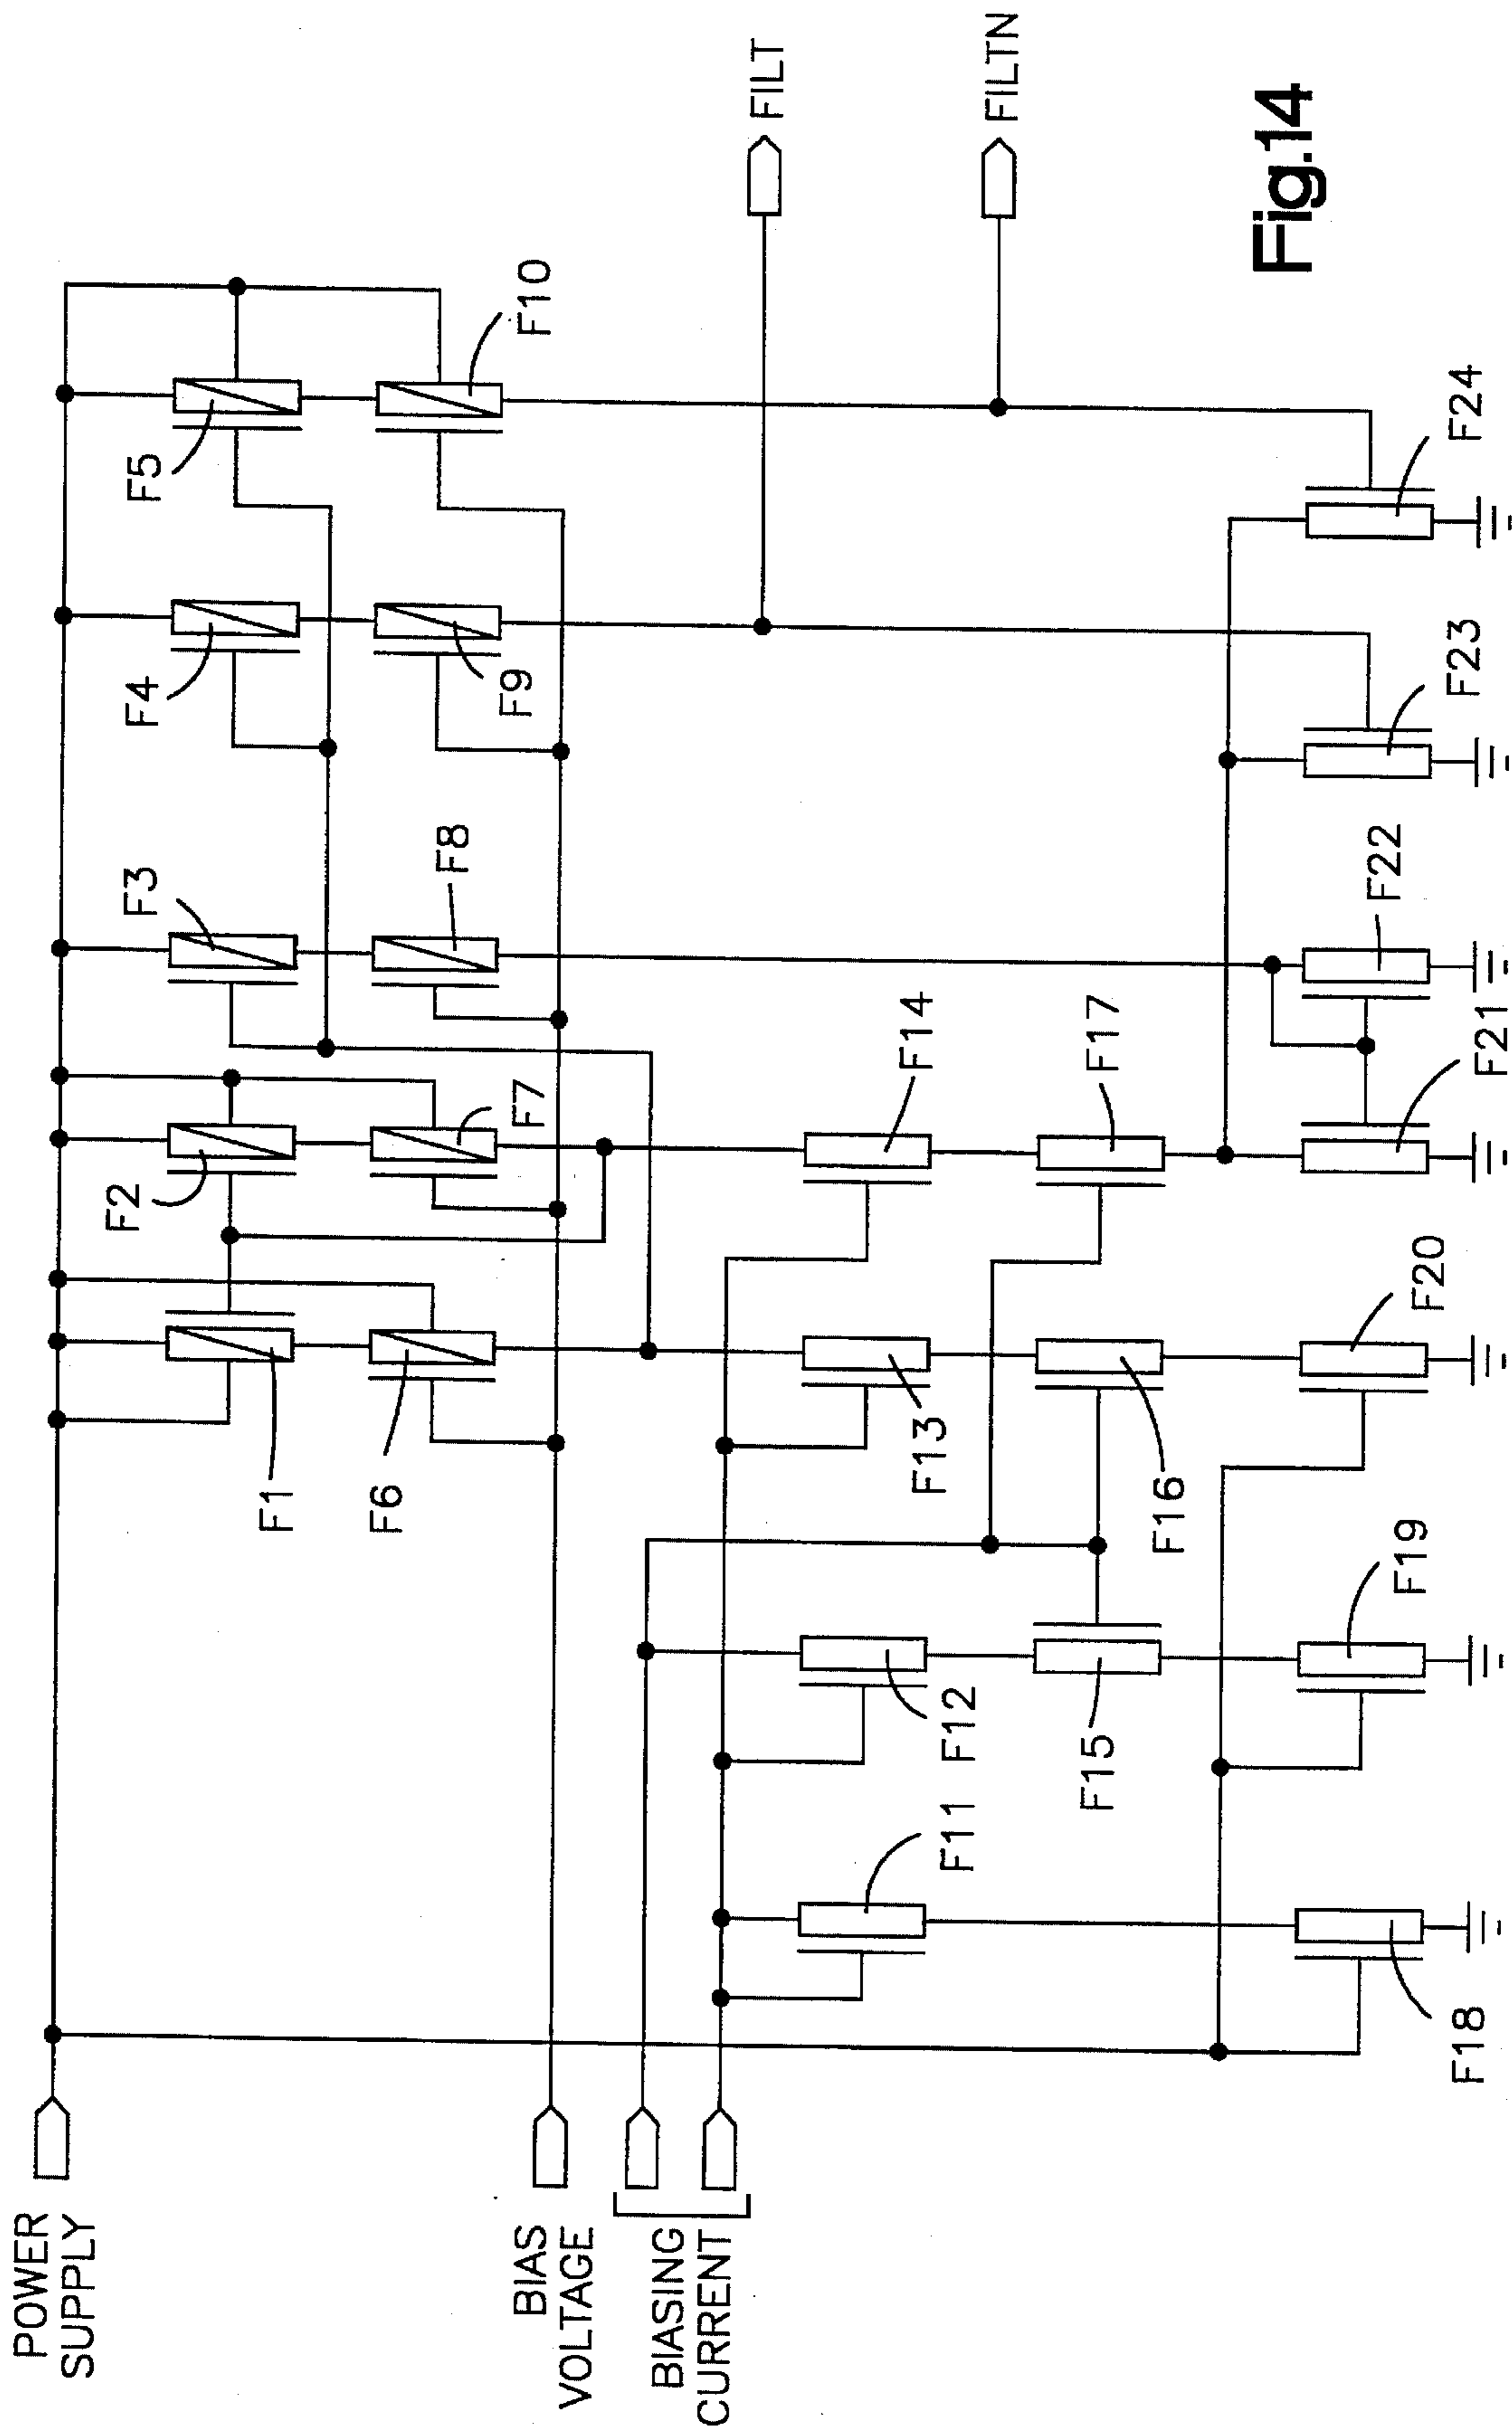 POWER
SUPPLY
BIAS
VOLTAGE
BIASING
CURRENT
F1
F2
F3
F4
F5
F6
F7
F8
F9
F10
F11
F12
F13
F14
F15
F16
F17
F18
F19
F20
F21
F22
F23
F24
FILT
FILTN
Fig.14